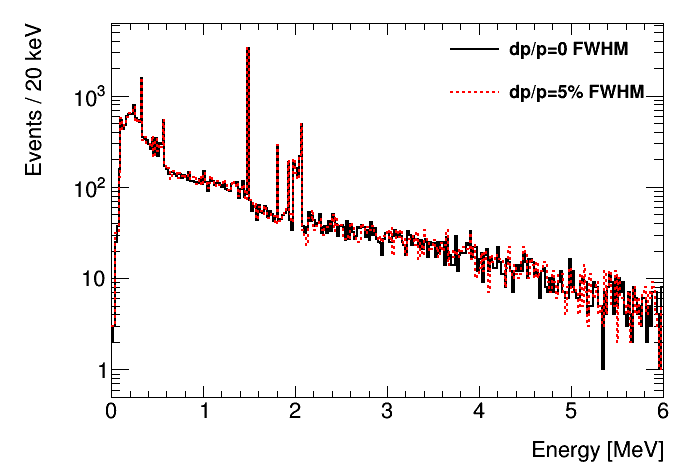 Events / 20 keV
dp/p=0 FWHM
dp/p=5% FWHM
10³
10²
10
1
0 1 2 3 4 5 6
Energy [MeV]